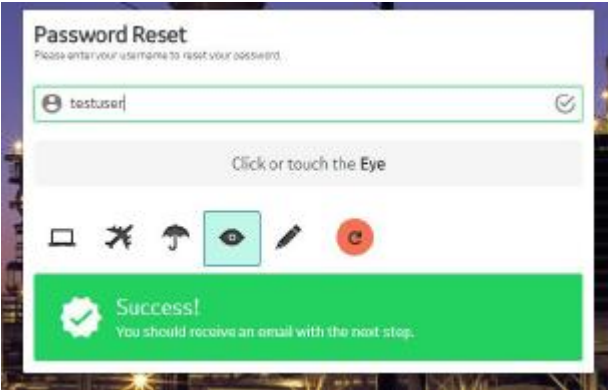 Password Reset
Please enter your username to reset your password.
testuser
Click or touch the Eye
Success!
You should receive an email with the next step.